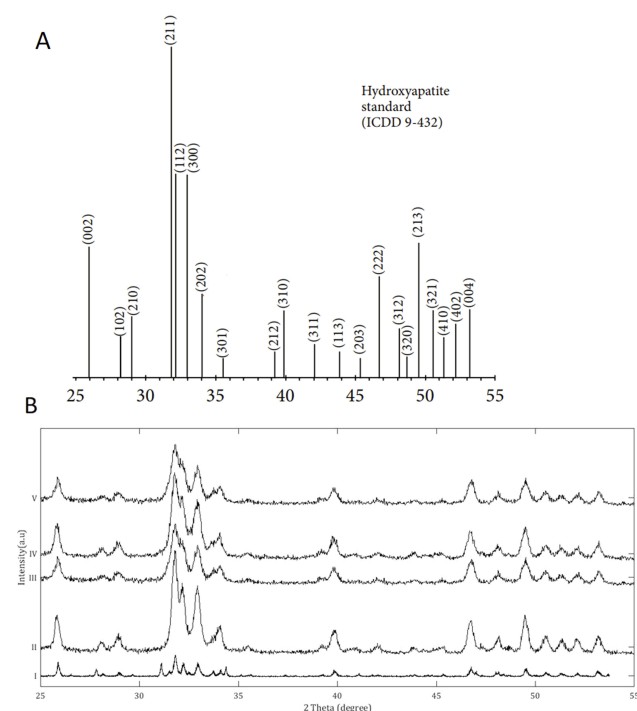 A
(211)
Hydroxyapatite
standard
(ICDD 9-432)
(112)
(300)
(002)
(213)
(222)
(202)
(004)
(210)
(310)
(402)
(321)
(312)
(102)
(311)
(410)
(212)
(113)
(320)
(301)
(203)
25 30 35 40 45 50 55
B
V
IV
III
II
I
Intensity(a.u)
25 30 35 40 45 50 55
2 Theta (degree)